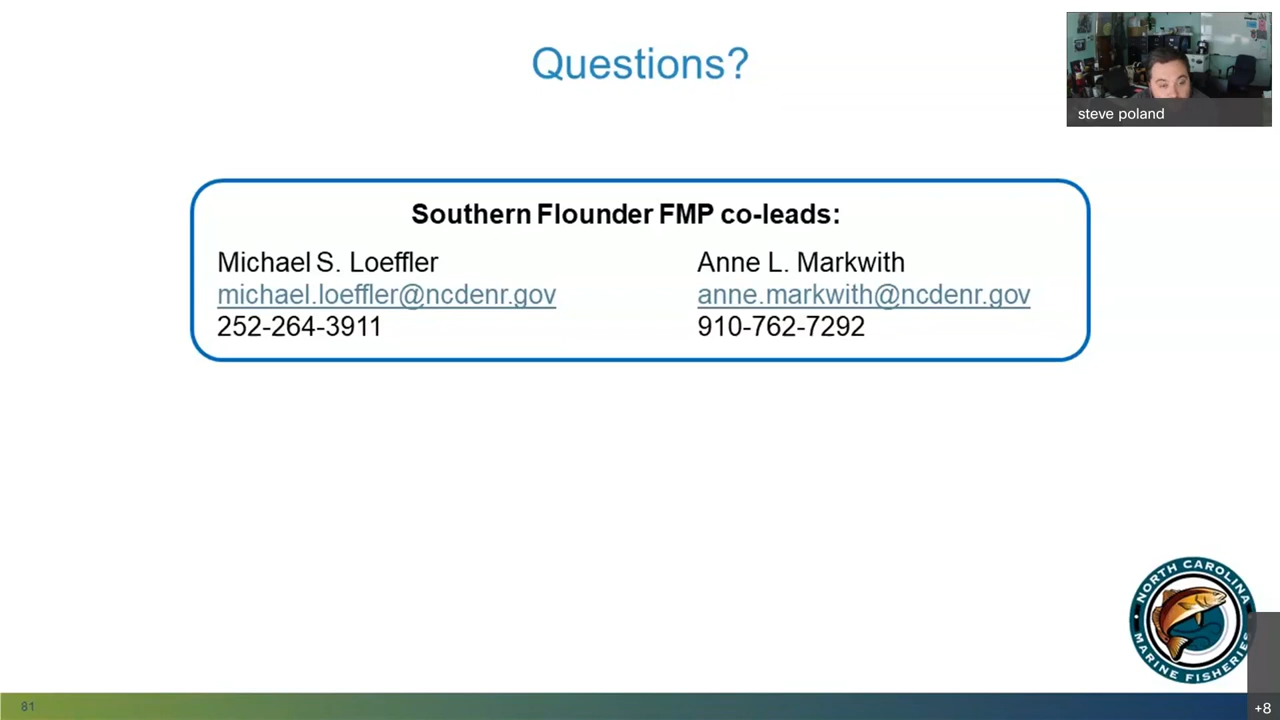 Questions?
steve poland
Southern Flounder FMP co-leads:
Michael S. Loeffler
michael.loeffler@ncdenr.gov
252-264-3911
Anne L. Markwith
anne.markwith@ncdenr.gov
910-762-7292
NORTH CAROLINA
MARINE FISHERIES
81
+8